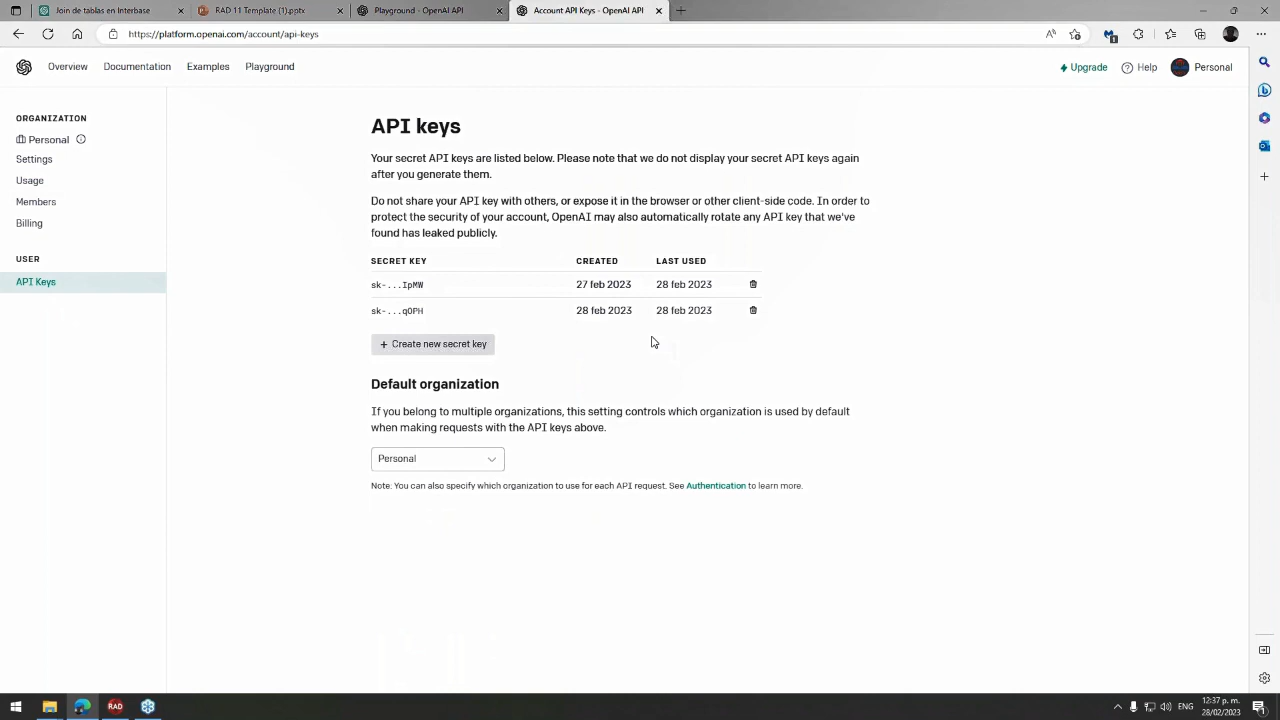 Join de tablas en Interbase
RAD 11 Template (1).pptx
API Keys - OpenAI API
Account API Keys - OpenAI API
https://platform.openai.com/account/api-keys
Overview
Documentation
Examples
Playground
Upgrade
Help
Personal
ORGANIZATION
Personal
Settings
Usage
Members
Billing
USER
API Keys
API keys
Your secret API keys are listed below. Please note that we do not display your secret API keys again
after you generate them.
Do not share your API key with others, or expose it in the browser or other client-side code. In order to
protect the security of your account, OpenAI may also automatically rotate any API key that we've
found has leaked publicly.
SECRET KEY CREATED LAST USED
sk-...IpMW 27 feb 2023 28 feb 2023
sk-...qOPH 28 feb 2023 28 feb 2023
+ Create new secret key
Default organization
If you belong to multiple organizations, this setting controls which organization is used by default
when making requests with the API keys above.
Personal
Note: You can also specify which organization to use for each API request. See Authentication to learn more.
RAD
ENG
12:37 p. m.
28/02/2023